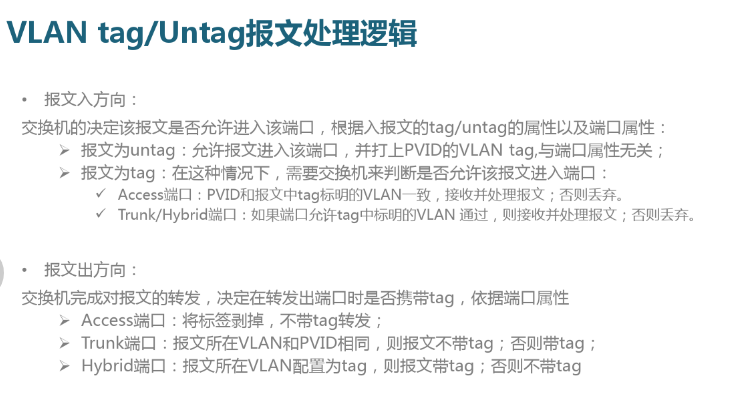 VLAN tag/Untag报文处理逻辑
• 报文入方向：
交换机的决定该报文是否允许进入该端口，根据入报文的tag/untag的属性以及端口属性：
➢ 报文为untag：允许报文进入该端口，并打上PVID的VLAN tag,与端口属性无关；
➢ 报文为tag：在这种情况下，需要交换机来判断是否允许该报文进入端口：
✓ Access端口：PVID和报文中tag标明的VLAN一致，接收并处理报文；否则丢弃。
✓ Trunk/Hybrid端口：如果端口允许tag中标明的VLAN 通过，则接收并处理报文；否则丢弃。
• 报文出方向：
交换机完成对报文的转发，决定在转发出端口时是否携带tag，依据端口属性
➢ Access端口：将标签剥掉，不带tag转发；
➢ Trunk端口：报文所在VLAN和PVID相同，则报文不带tag；否则带tag；
➢ Hybrid端口：报文所在VLAN配置为tag，则报文带tag；否则不带tag